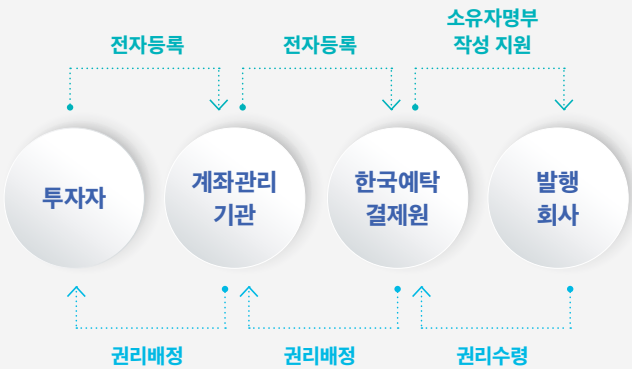 전자등록
전자등록
소유자명부
작성 지원
투자자
계좌관리
기관
한국예탁
결제원
발행
회사
권리배정
권리배정
권리수령